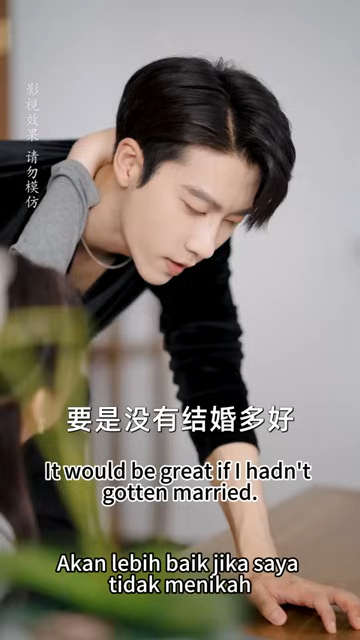 影视效果 请勿模仿
要是没有结婚多好
It would be great if I hadn't
gotten married.
Akan lebih baik jika saya
tidak menikah